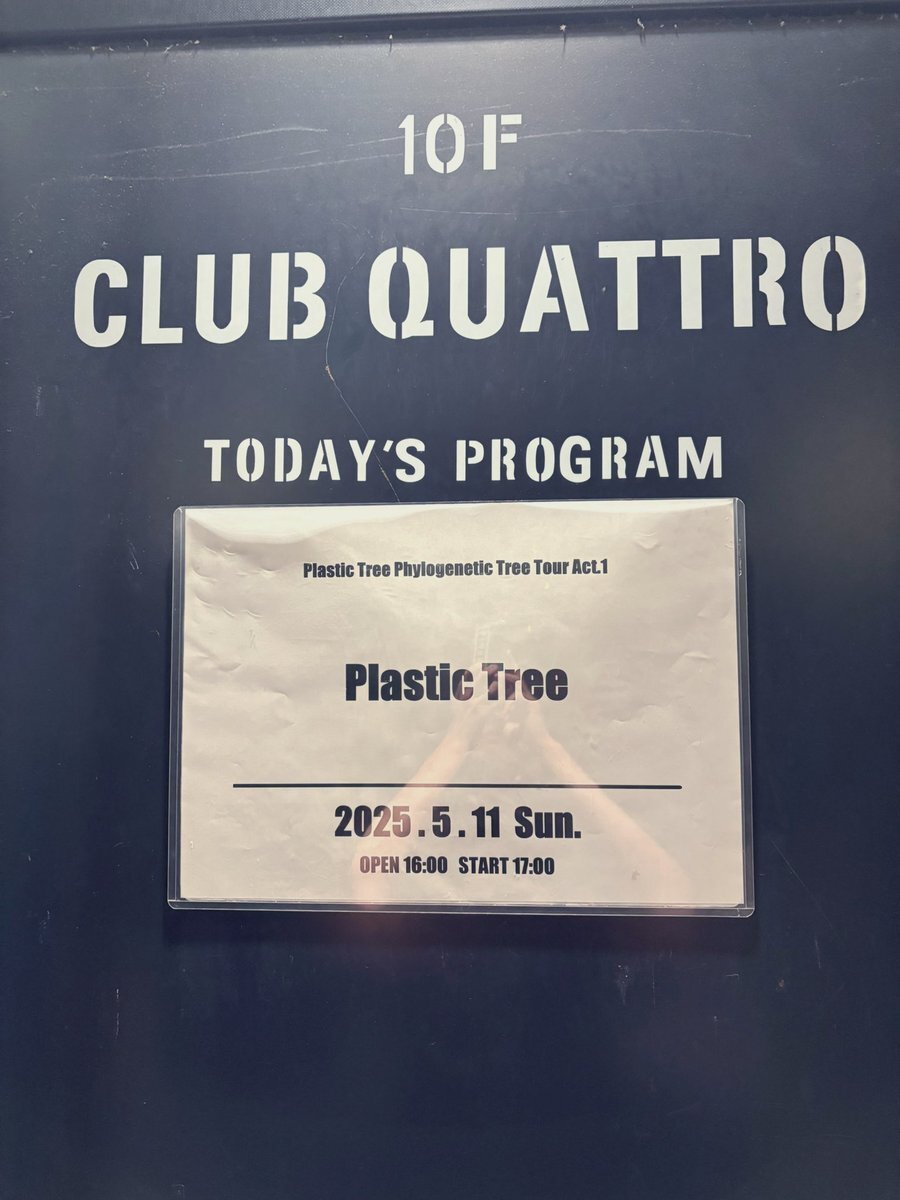 10F
CLUB QUATTRO
TODAY'S PROGRAM
Plastic Tree Phylogenetic Tree Tour Act.1
Plastic Tree
2025.5.11 Sun.
OPEN 16:00 START 17:00